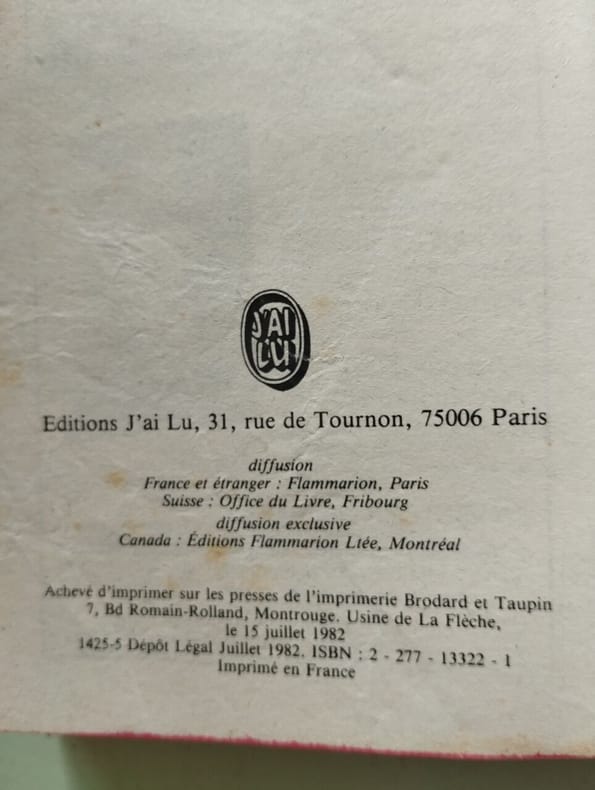 J'AI
LU
Editions J'ai Lu, 31, rue de Tournon, 75006 Paris
diffusion
France et étranger : Flammarion, Paris
Suisse : Office du Livre, Fribourg
diffusion exclusive
Canada : Éditions Flammarion Ltée, Montréal
Achevé d'imprimer sur les presses de l'imprimerie Brodard et Taupin
7, Bd Romain-Rolland, Montrouge. Usine de La Flèche,
le 15 juillet 1982
1425-5 Dépôt Légal Juillet 1982. ISBN : 2 - 277 - 13322 - 1
Imprimé en France